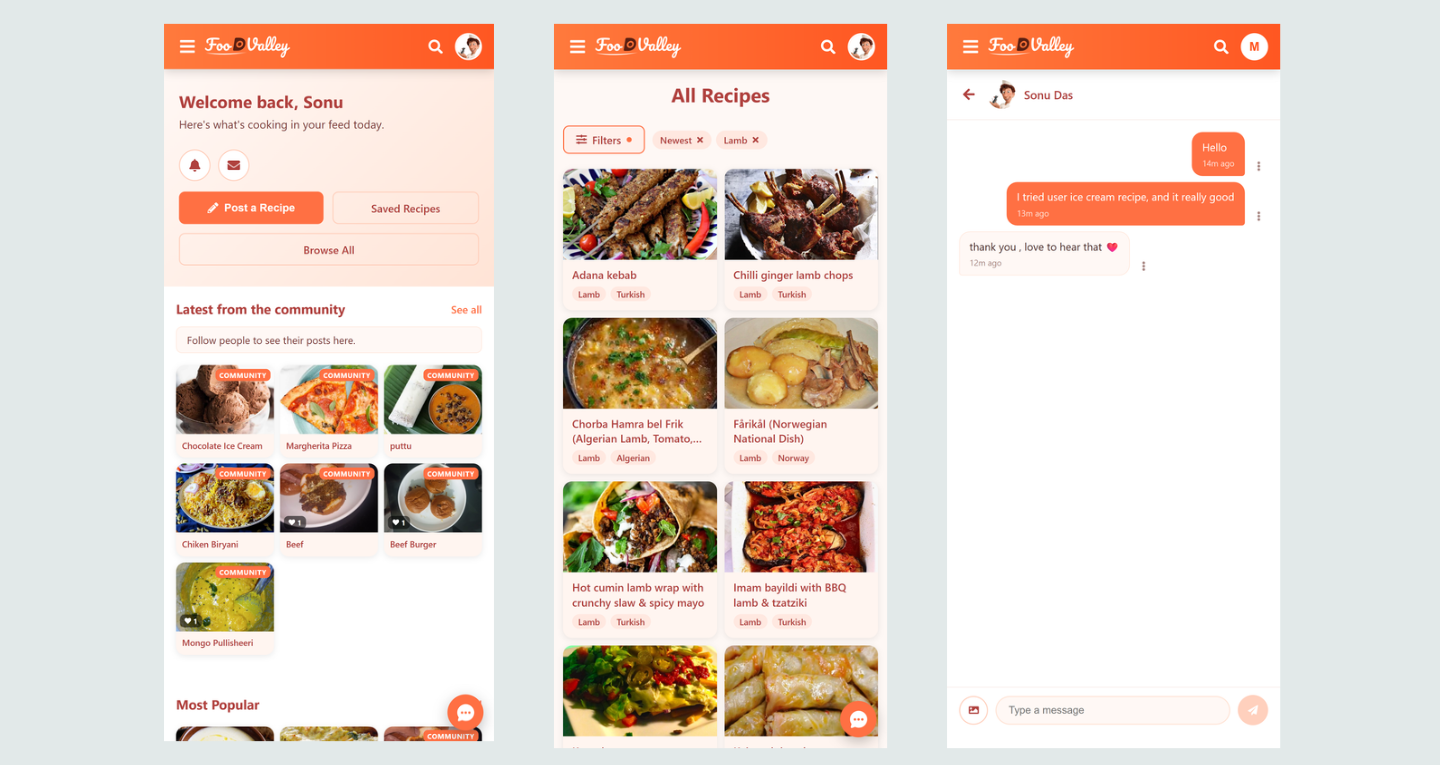 FooDValley
Welcome back, Sonu
Here's what's cooking in your feed today.
Post a Recipe
Saved Recipes
Browse All
Latest from the community
See all
Follow people to see their posts here.
COMMUNITY
COMMUNITY
COMMUNITY
Chocolate Ice Cream
Margherita Pizza
puttu
COMMUNITY
COMMUNITY
COMMUNITY
1
1
Chiken Biryani
Beef
Beef Burger
COMMUNITY
1
Mongo Pullisheeri
Most Popular
COMMUNITY
FooDValley
All Recipes
Filters
Newest ×
Lamb ×
Adana kebab
Lamb Turkish
Chilli ginger lamb chops
Lamb Turkish
Chorba Hamra bel Frik
(Algerian Lamb, Tomato,...
Lamb Algerian
Fårikål (Norwegian
National Dish)
Lamb Norway
Hot cumin lamb wrap with
crunchy slaw & spicy mayo
Lamb Turkish
Imam bayildi with BBQ
lamb & tzatziki
Lamb Turkish
FooDValley
M
Sonu Das
Hello
14m ago
I tried user ice cream recipe, and it really good
13m ago
thank you , love to hear that 💔
12m ago
Type a message